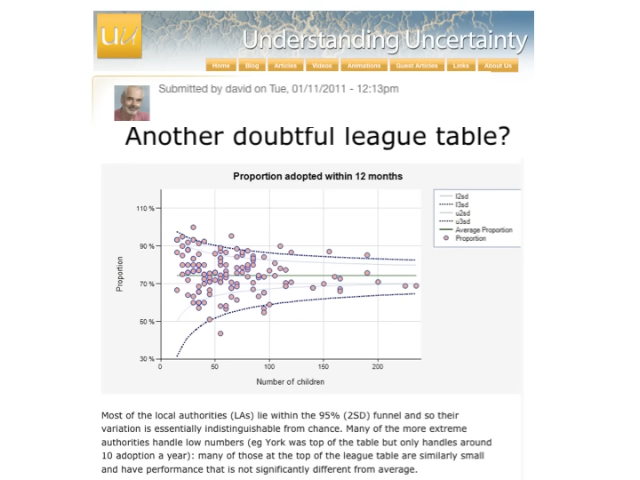 uu
Understanding Uncertainty
Home Blog Articles Videos Animations Guest Articles Links About Us
Submitted by david on Tue, 01/11/2011 - 12:13pm
Another doubtful league table?
Proportion adopted within 12 months
l2sd
l3sd
u2sd
u3sd
Average Proportion
Proportion
Proportion
110 %
90 %
70 %
50 %
30 %
0 50 100 150 200
Number of children
Most of the local authorities (LAs) lie within the 95% (2SD) funnel and so their
variation is essentially indistinguishable from chance. Many of the more extreme
authorities handle low numbers (eg York was top of the table but only handles around
10 adoption a year): many of those at the top of the league table are similarly small
and have performance that is not significantly different from average.